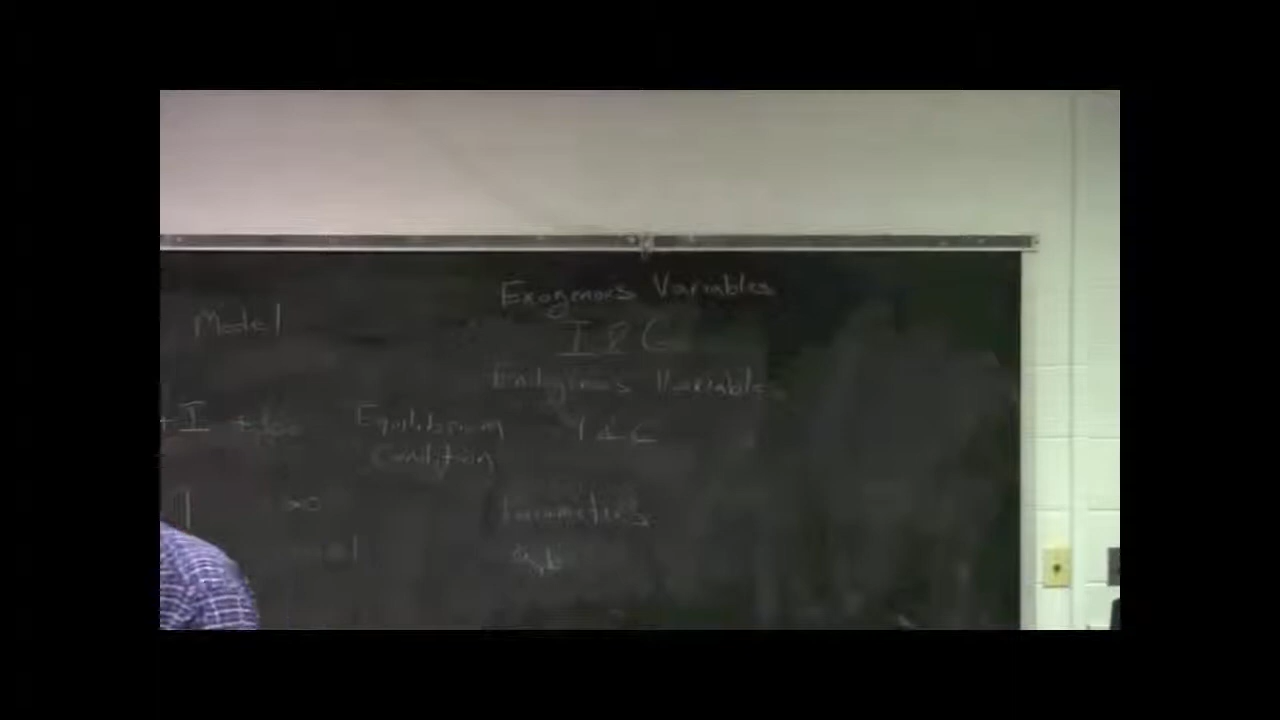 Model
+ I
Equilibrium
Condition
Exogenous Variables
I & G
Endogenous Variables
Y & C
Parameters
a, b